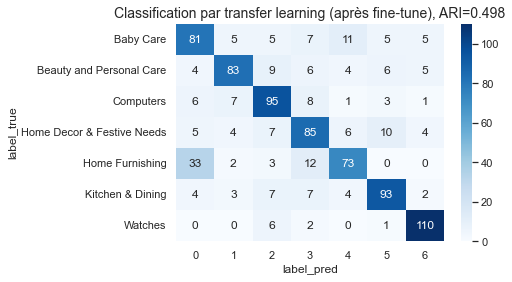 Classification par transfer learning (après fine-tune), ARI=0.498
Baby Care 81 5 5 7 11 5 5
Beauty and Personal Care 4 83 9 6 4 6 5
Computers 6 7 95 8 1 3 1
Home Decor & Festive Needs 5 4 7 85 6 10 4
Home Furnishing 33 2 3 12 73 0 0
Kitchen & Dining 4 3 7 7 4 93 2
Watches 0 0 6 2 0 1 110
0 1 2 3 4 5 6
label_pred
label_true
100
80
60
40
20
0